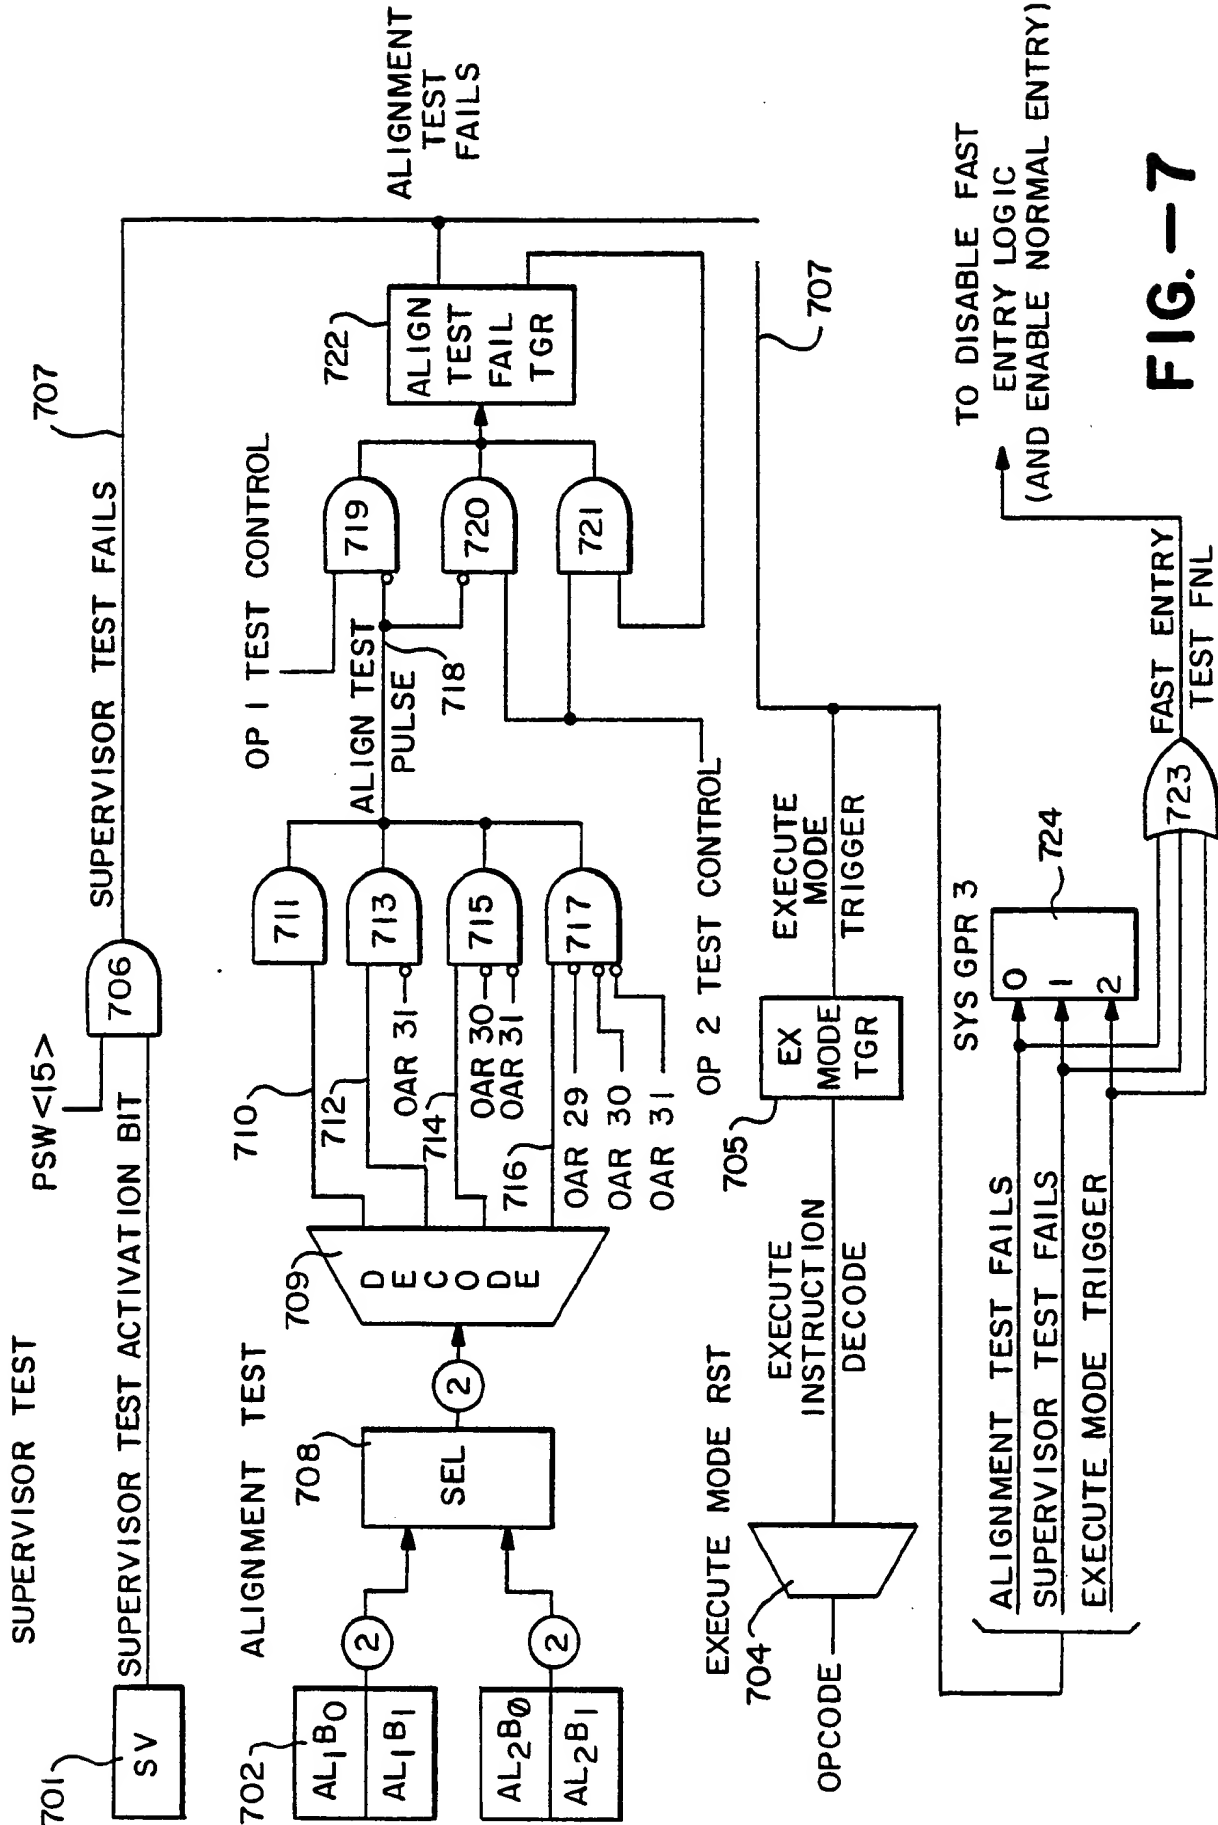 SUPERVISOR TEST
701
SV
SUPERVISOR TEST ACTIVATION BIT
PSW<15>
706
SUPERVISOR TEST FAILS
707
ALIGNMENT TEST
702
AL1B0
AL1B1
AL2B0
AL2B1
2
2
708
SEL
2
709
DECODE
710
712
714
716
OAR 31
OAR 30
OAR 31
OAR 29
OAR 30
OAR 31
711
713
715
717
ALIGN TEST
PULSE
718
OP 1 TEST CONTROL
OP 2 TEST CONTROL
719
720
721
722
ALIGN
TEST
FAIL
TGR
ALIGNMENT
TEST
FAILS
707
EXECUTE MODE RST
704
OPCODE
EXECUTE
INSTRUCTION
DECODE
705
EX
MODE
TGR
EXECUTE
MODE
TRIGGER
ALIGNMENT TEST FAILS
SUPERVISOR TEST FAILS
EXECUTE MODE TRIGGER
SYS GPR 3
0
1
2
724
723
FAST ENTRY
TEST FNL
TO DISABLE FAST
ENTRY LOGIC
(AND ENABLE NORMAL ENTRY)
FIG.-7